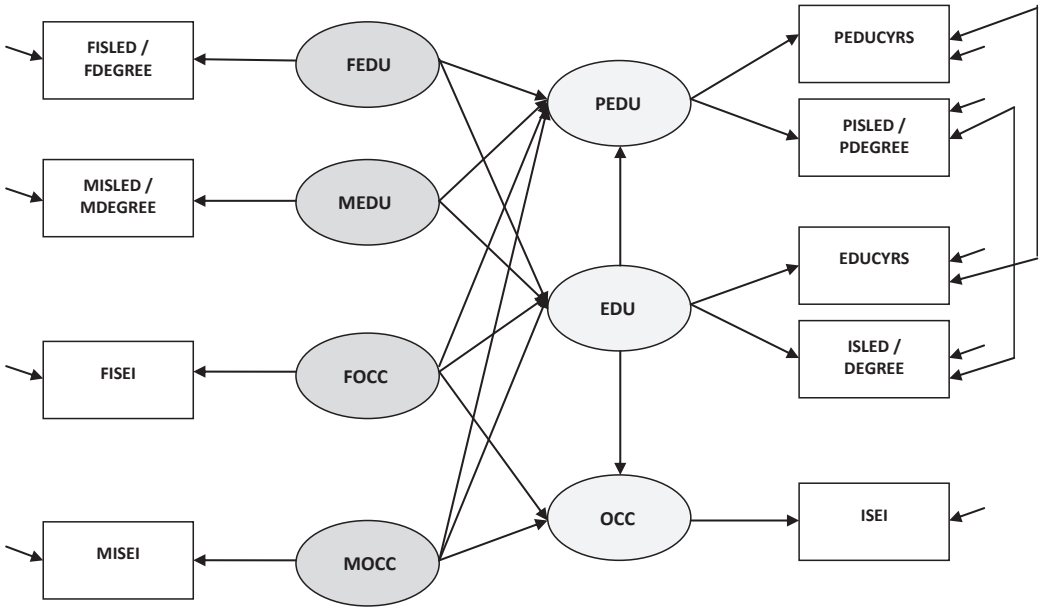 FISLED /
FDEGREE
FEDU
PEDUCYRS
PEDU
PISLED /
PDEGREE
MISLED /
MDEGREE
MEDU
EDUCYRS
EDU
ISLED /
DEGREE
FISEI
FOCC
OCC
ISEI
MISEI
MOCC